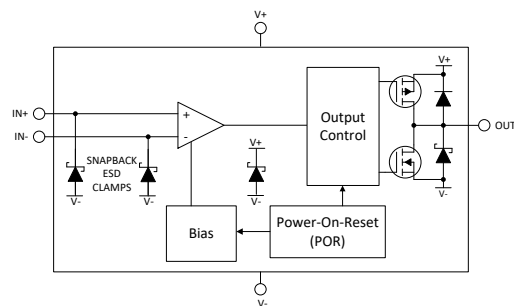 V+
IN+
IN-
+
-
SNAPBACK
ESD
CLAMPS
V-
V-
V+
V-
Output
Control
V+
OUT
V-
Bias
Power-On-Reset
(POR)
V-